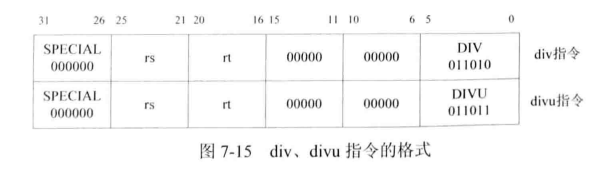 31 26 25 21 20 16 15 11 10 6 5 0
SPECIAL 000000 rs rt 00000 00000 DIV 011010 div指令
SPECIAL 000000 rs rt 00000 00000 DIVU 011011 divu指令
图 7-15 div、divu 指令的格式